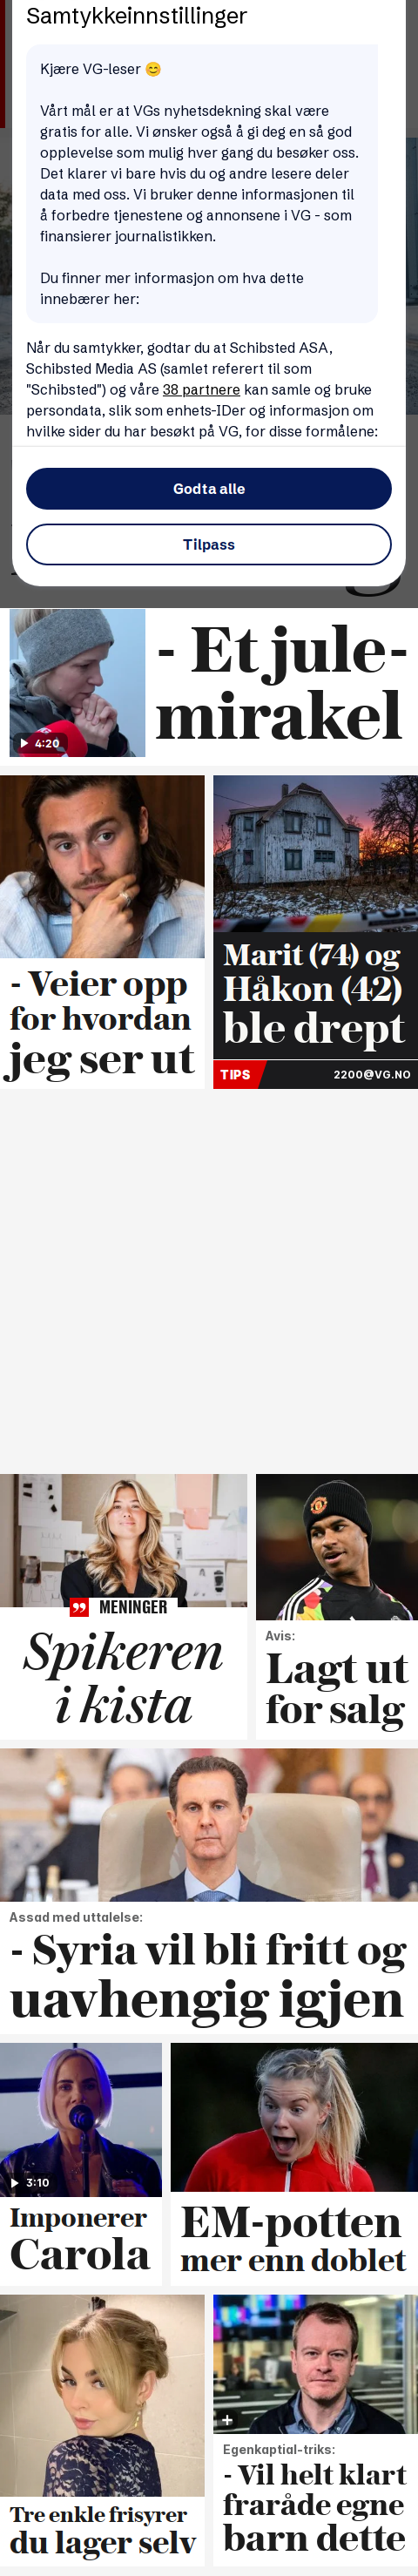 Samtykkeinnstillinger
Kjære VG-leser 😊
Vårt mål er at VGs nyhetsdekning skal være
gratis for alle. Vi ønsker også å gi deg en så god
opplevelse som mulig hver gang du besøker oss.
Det klarer vi bare hvis du og andre lesere deler
data med oss. Vi bruker denne informasjonen til
å forbedre tjenestene og annonsene i VG - som
finansierer journalistikken.
Du finner mer informasjon om hva dette
innebærer her:
Når du samtykker, godtar du at Schibsted ASA,
Schibsted Media AS (samlet referert til som
"Schibsted") og våre 38 partnere kan samle og bruke
persondata, slik som enhets-IDer og informasjon om
hvilke sider du har besøkt på VG, for disse formålene:
Godta alle
Tilpass
4:20
- Et jule-
mirakel
- Veier opp
for hvordan
jeg ser ut
Marit (74) og
Håkon (42)
ble drept
TIPS
2200@VG.NO
MENINGER
Spikeren
i kista
Avis:
Lagt ut
for salg
Assad med uttalelse:
- Syria vil bli fritt og
uavhengig igjen
3:10
Imponerer
Carola
EM-potten
mer enn doblet
Tre enkle frisyrer
du lager selv
Egenkaptial-triks:
- Vil helt klart
fraråde egne
barn dette